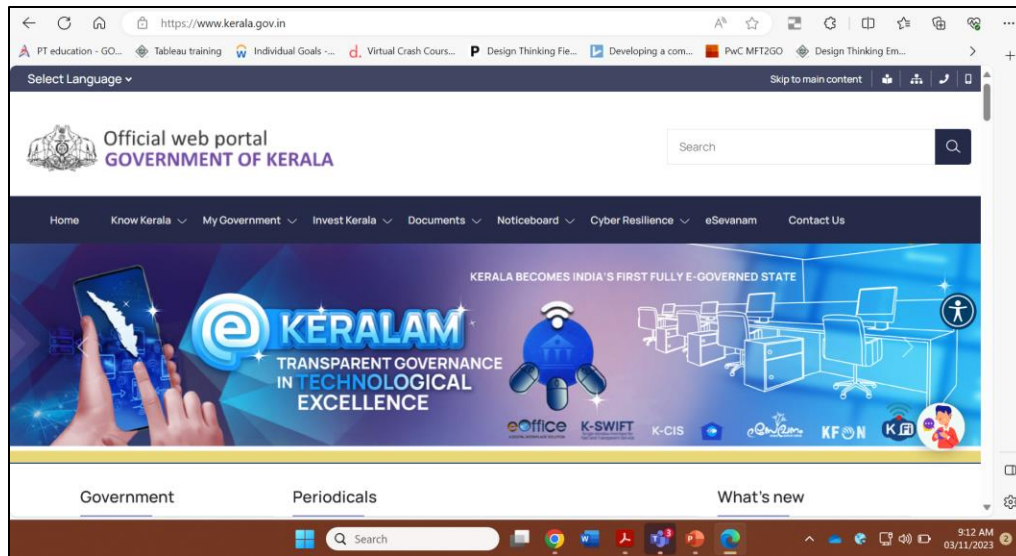 https://www.kerala.gov.in
PT education - GO... Tableau training Individual Goals -... Virtual Crash Cours... Design Thinking Fie... Developing a com... PwC MFT2GO Design Thinking Em...
Select Language
Skip to main content
Official web portal
GOVERNMENT OF KERALA
Search
Home Know Kerala My Government Invest Kerala Documents Noticeboard Cyber Resilience eSevanam Contact Us
KERALA BECOMES INDIA'S FIRST FULLY E-GOVERNED STATE
e KERALAM
TRANSPARENT GOVERNANCE
IN TECHNOLOGICAL
EXCELLENCE
eOffice K-SWIFT K-CIS KFON K Fi
Government Periodicals What's new
Search
9:12 AM
03/11/2023